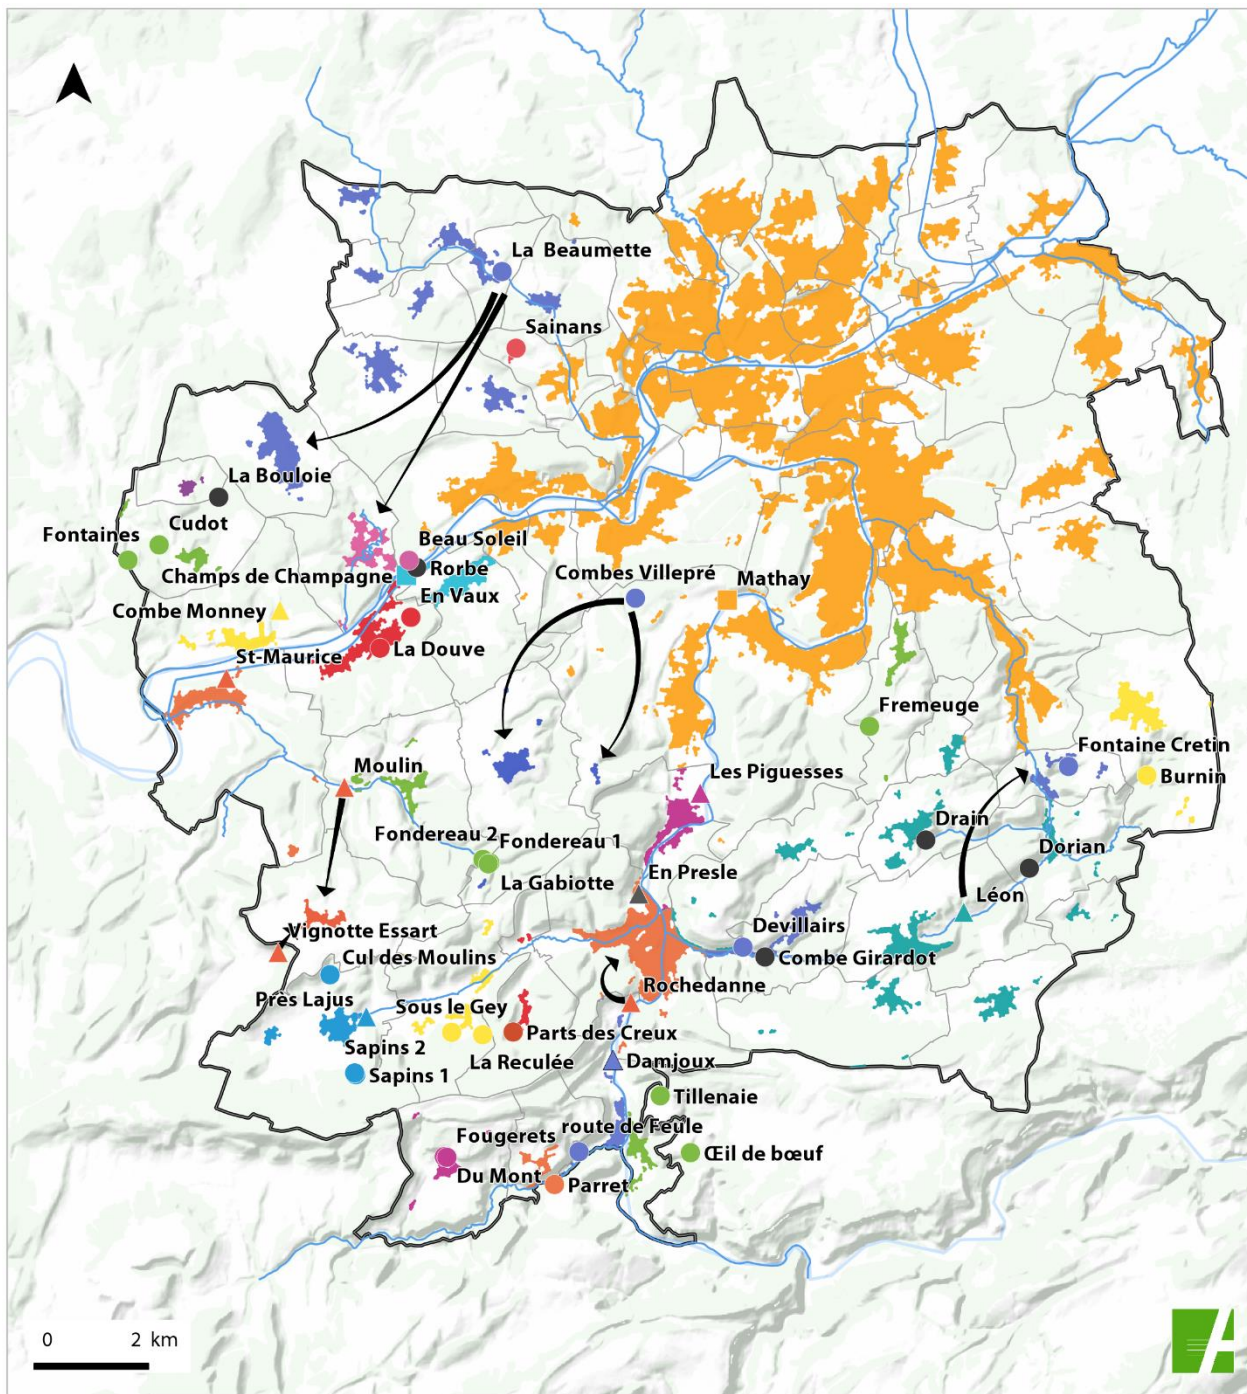 La Beaumette
Sainans
La Bouloie
Cudot
Fontaines
Beau Soleil
Champs de Champagne
Rorbe
Combes Villepré
Mathay
En Vaux
Combe Monney
La Douve
St-Maurice
Fremeuge
Fontaine Cretin
Moulin
Les Piguesses
Burnin
Drain
Fondereau 2
Fondereau 1
Dorian
En Presle
La Gabiotte
Léon
Devillairs
Vignotte Essart
Cul des Moulins
Combe Girardot
Rochedanne
Près Lajus
Sous le Gey
Parts des Creux
Sapins 2
La Reculée
Damjoux
Sapins 1
Tillenaie
route de Feule
Fougerets
Œil de bœuf
Du Mont
Parret
0 2 km